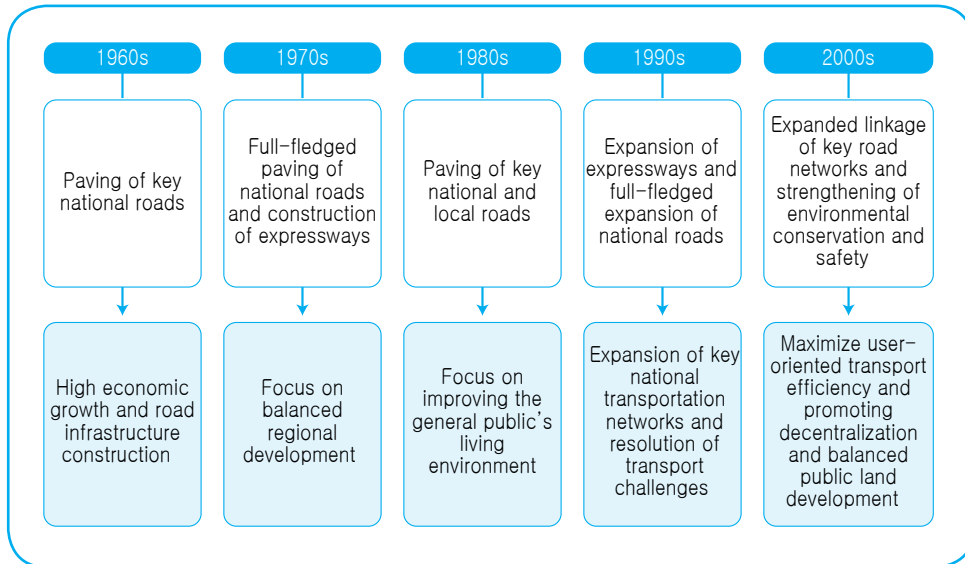 1960s
Paving of key
national roads
High economic
growth and road
infrastructure
construction
1970s
Full-fledged
paving of
national roads
and construction
of expressways
Focus on
balanced
regional
development
1980s
Paving of key
national and
local roads
Focus on
improving the
general public’s
living
environment
1990s
Expansion of
expressways and
full-fledged
expansion of
national roads
Expansion of key
national
transportation
networks and
resolution of
transport
challenges
2000s
Expanded linkage
of key road
networks and
strengthening of
environmental
conservation and
safety
Maximize user-
oriented transport
efficiency and
promoting
decentralization
and balanced
public land
development